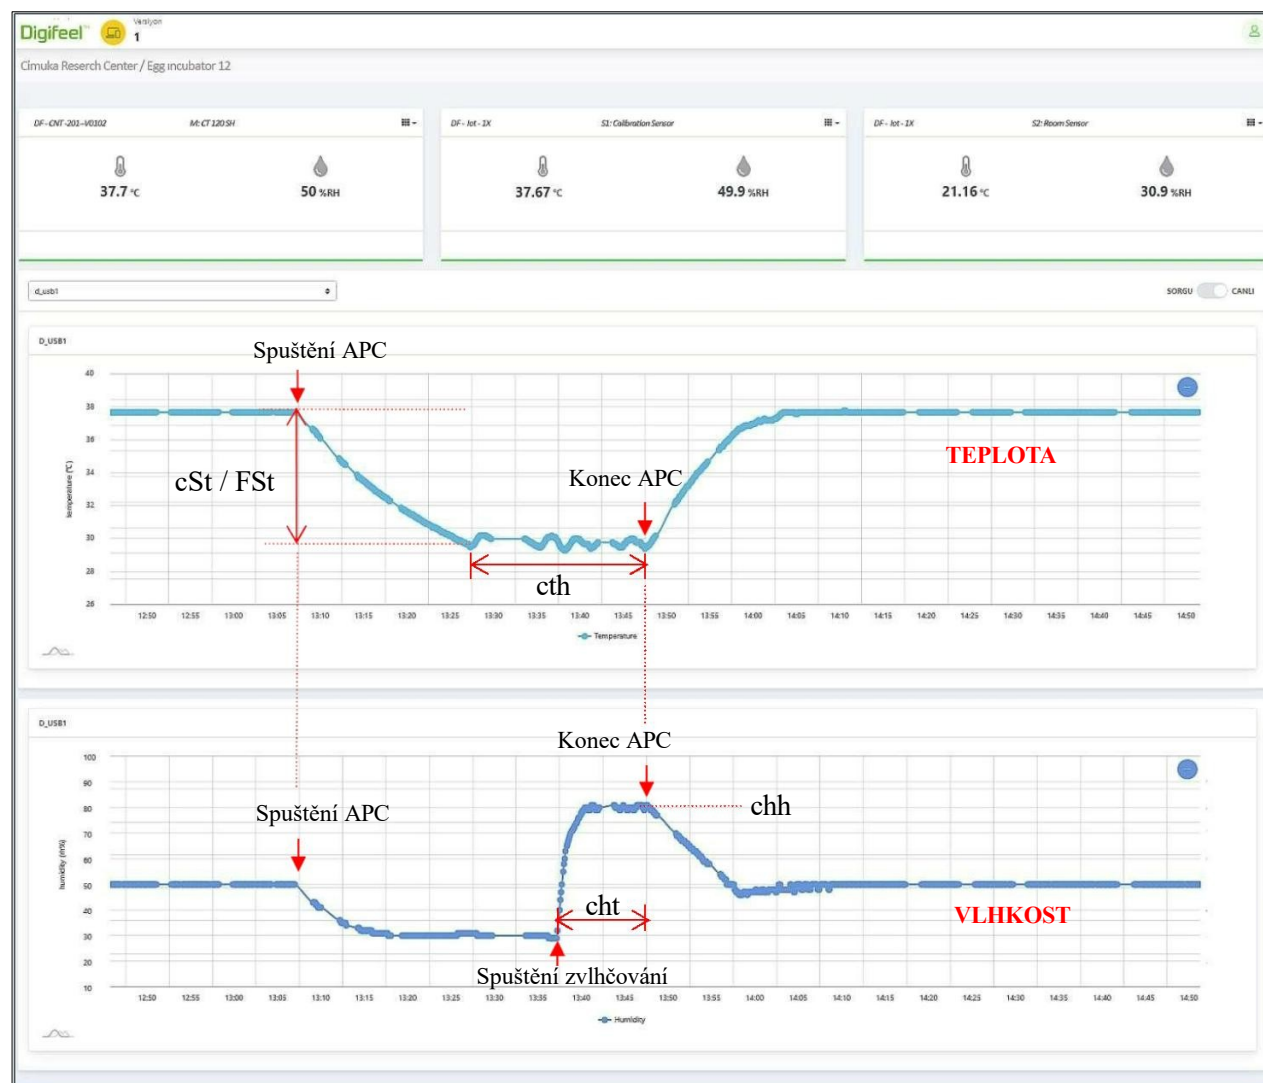 Digifeel™
Versiyon
1
Cimuka Reserch Center / Egg incubator 12
DF - CNT -201 -V0102 M: CT 120 SH
37.7 °C 50 %RH
DF - Iot - 1X S1: Calibration Sensor
37.67 °C 49.9 %RH
DF - Iot - 1X S2: Room Sensor
21.16 °C 30.9 %RH
d_usb1
SORGU CANLI
D_USB1
Spuštění APC
cSt / FSt
Konec APC
TEPLOTA
cth
Temperature (°C)
40
38
36
34
32
30
28
26
12:50 12:55 13:00 13:05 13:10 13:15 13:20 13:25 13:30 13:35 13:40 13:45 13:50 13:55 14:00 14:05 14:10 14:15 14:20 14:25 14:30 14:35 14:40 14:45 14:50
Temperature
D_USB1
Konec APC
Spuštění APC
chh
cht
VLHKOST
Spuštění zvlhčování
humidity (rh%)
100
90
80
70
60
50
40
30
20
10
12:50 12:55 13:00 13:05 13:10 13:15 13:20 13:25 13:30 13:35 13:40 13:45 13:50 13:55 14:00 14:05 14:10 14:15 14:20 14:25 14:30 14:35 14:40 14:45 14:50
Humidity